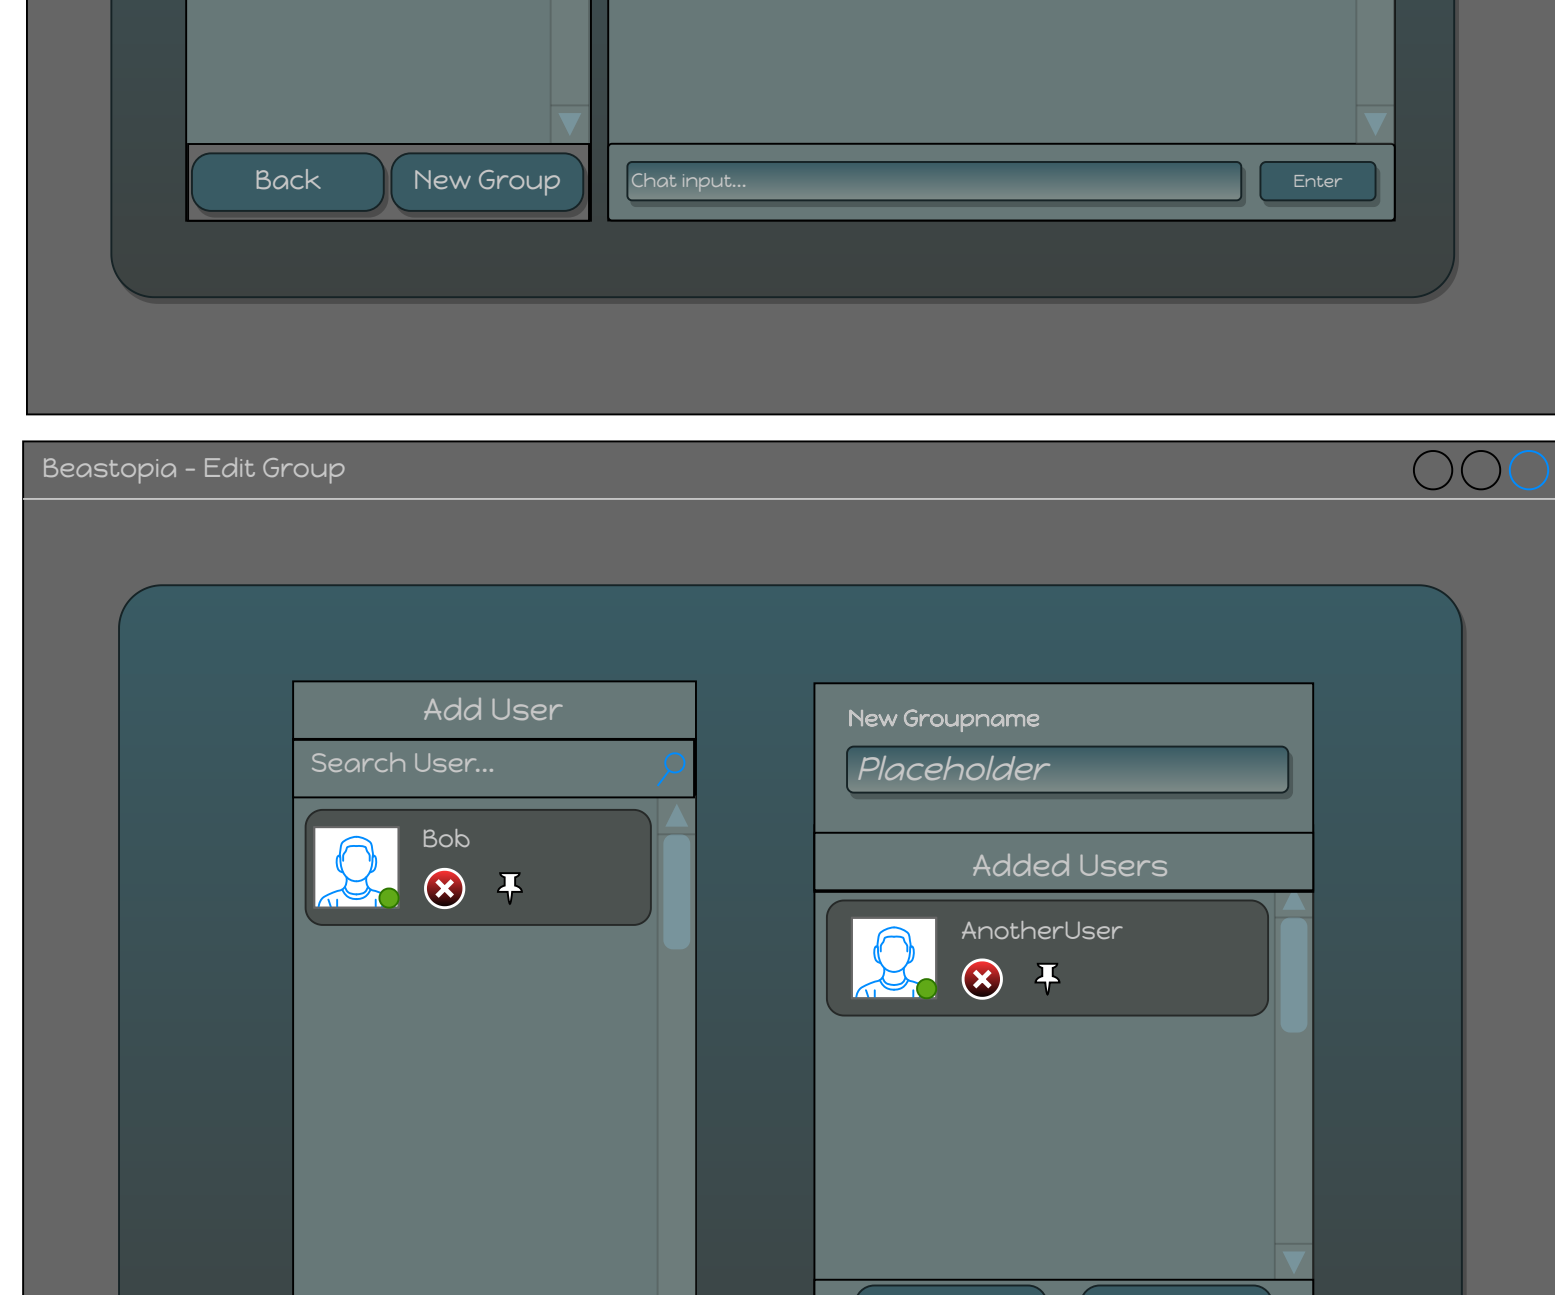 Back
New Group
Chat input...
Enter
Beastopia - Edit Group
Add User
Search User...
Bob
New Groupname
Placeholder
Added Users
AnotherUser